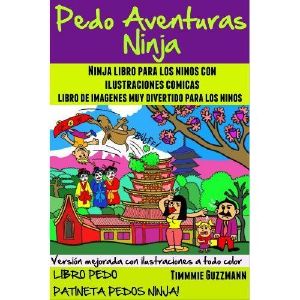 Pedo Aventuras
Ninja
NINJA LIBRO PARA LOS NINOS CON
ILUSTRACIONES COMICAS
LIBRO DE IMAGENES MUY DIVERTIDO PARA LOS NINOS
Versión mejorada con ilustraciones a todo color
LIBRO PEDO
TIMMMIE GUZZMANN
PATINETA PEDOS NINJA!